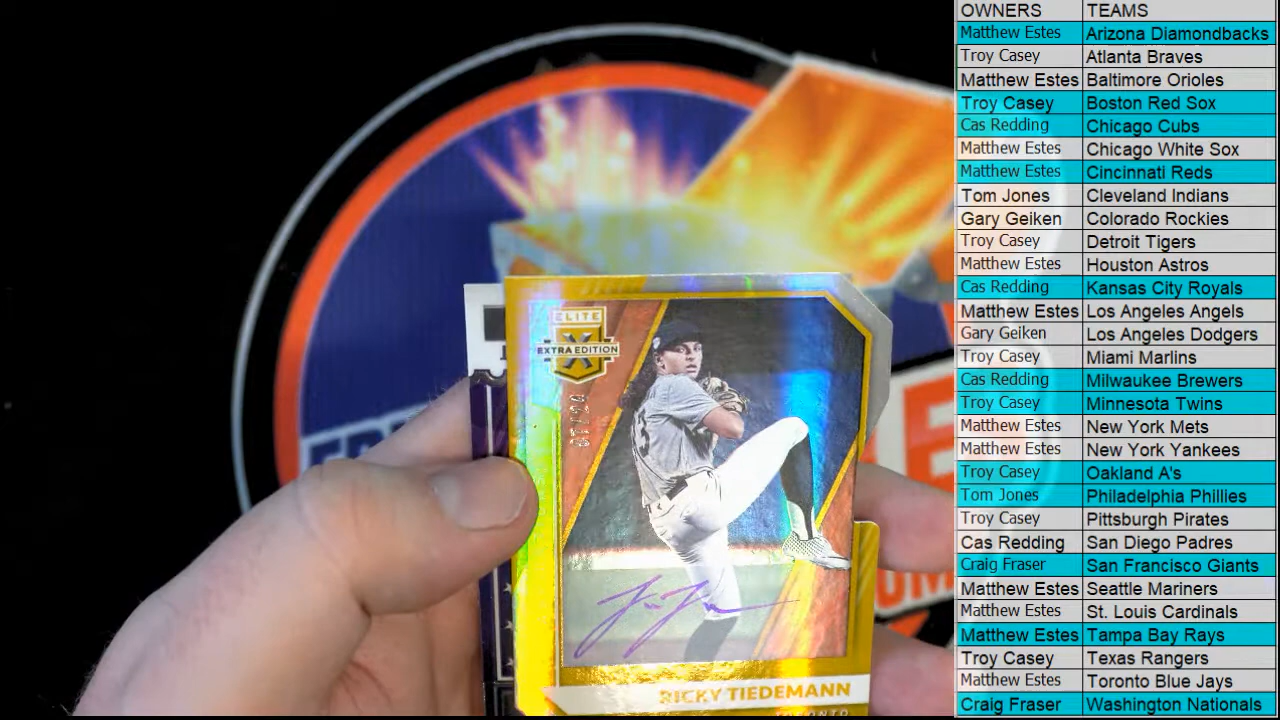 OWNERS TEAMS
Matthew Estes Arizona Diamondbacks
Troy Casey Atlanta Braves
Matthew Estes Baltimore Orioles
Troy Casey Boston Red Sox
Cas Redding Chicago Cubs
Matthew Estes Chicago White Sox
Matthew Estes Cincinnati Reds
Tom Jones Cleveland Indians
Gary Geiken Colorado Rockies
Troy Casey Detroit Tigers
Matthew Estes Houston Astros
Cas Redding Kansas City Royals
Matthew Estes Los Angeles Angels
Gary Geiken Los Angeles Dodgers
Troy Casey Miami Marlins
Cas Redding Milwaukee Brewers
Troy Casey Minnesota Twins
Matthew Estes New York Mets
Matthew Estes New York Yankees
Troy Casey Oakland A's
Tom Jones Philadelphia Phillies
Troy Casey Pittsburgh Pirates
Cas Redding San Diego Padres
Craig Fraser San Francisco Giants
Matthew Estes Seattle Mariners
Matthew Estes St. Louis Cardinals
Matthew Estes Tampa Bay Rays
Troy Casey Texas Rangers
Matthew Estes Toronto Blue Jays
Craig Fraser Washington Nationals
ELITE
EXTRA EDITION
RICKY TIEDEMANN
TORONTO